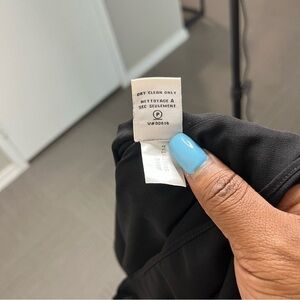 DRY CLEAN ONLY
NETTOYAGE À
SEC SEULEMENT
P